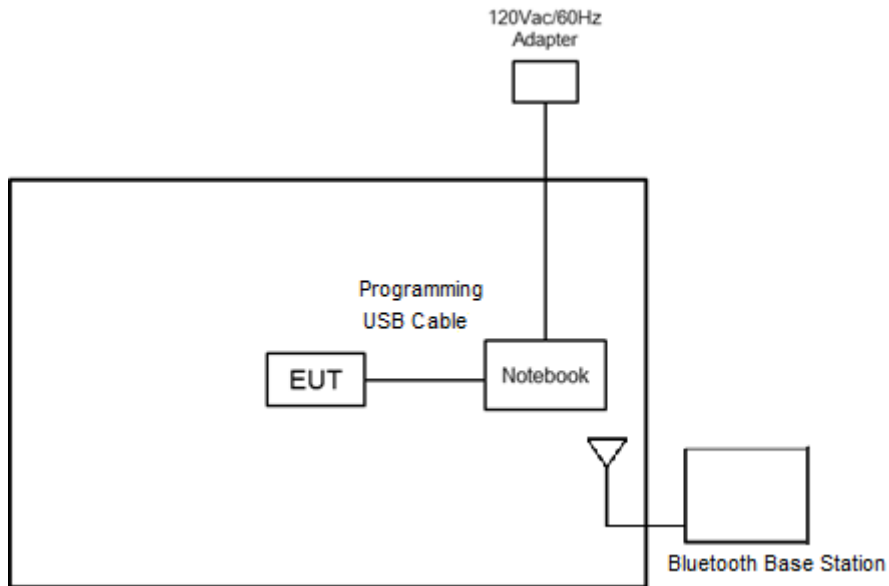 120Vac/60Hz
Adapter
Programming
USB Cable
EUT
Notebook
Bluetooth Base Station